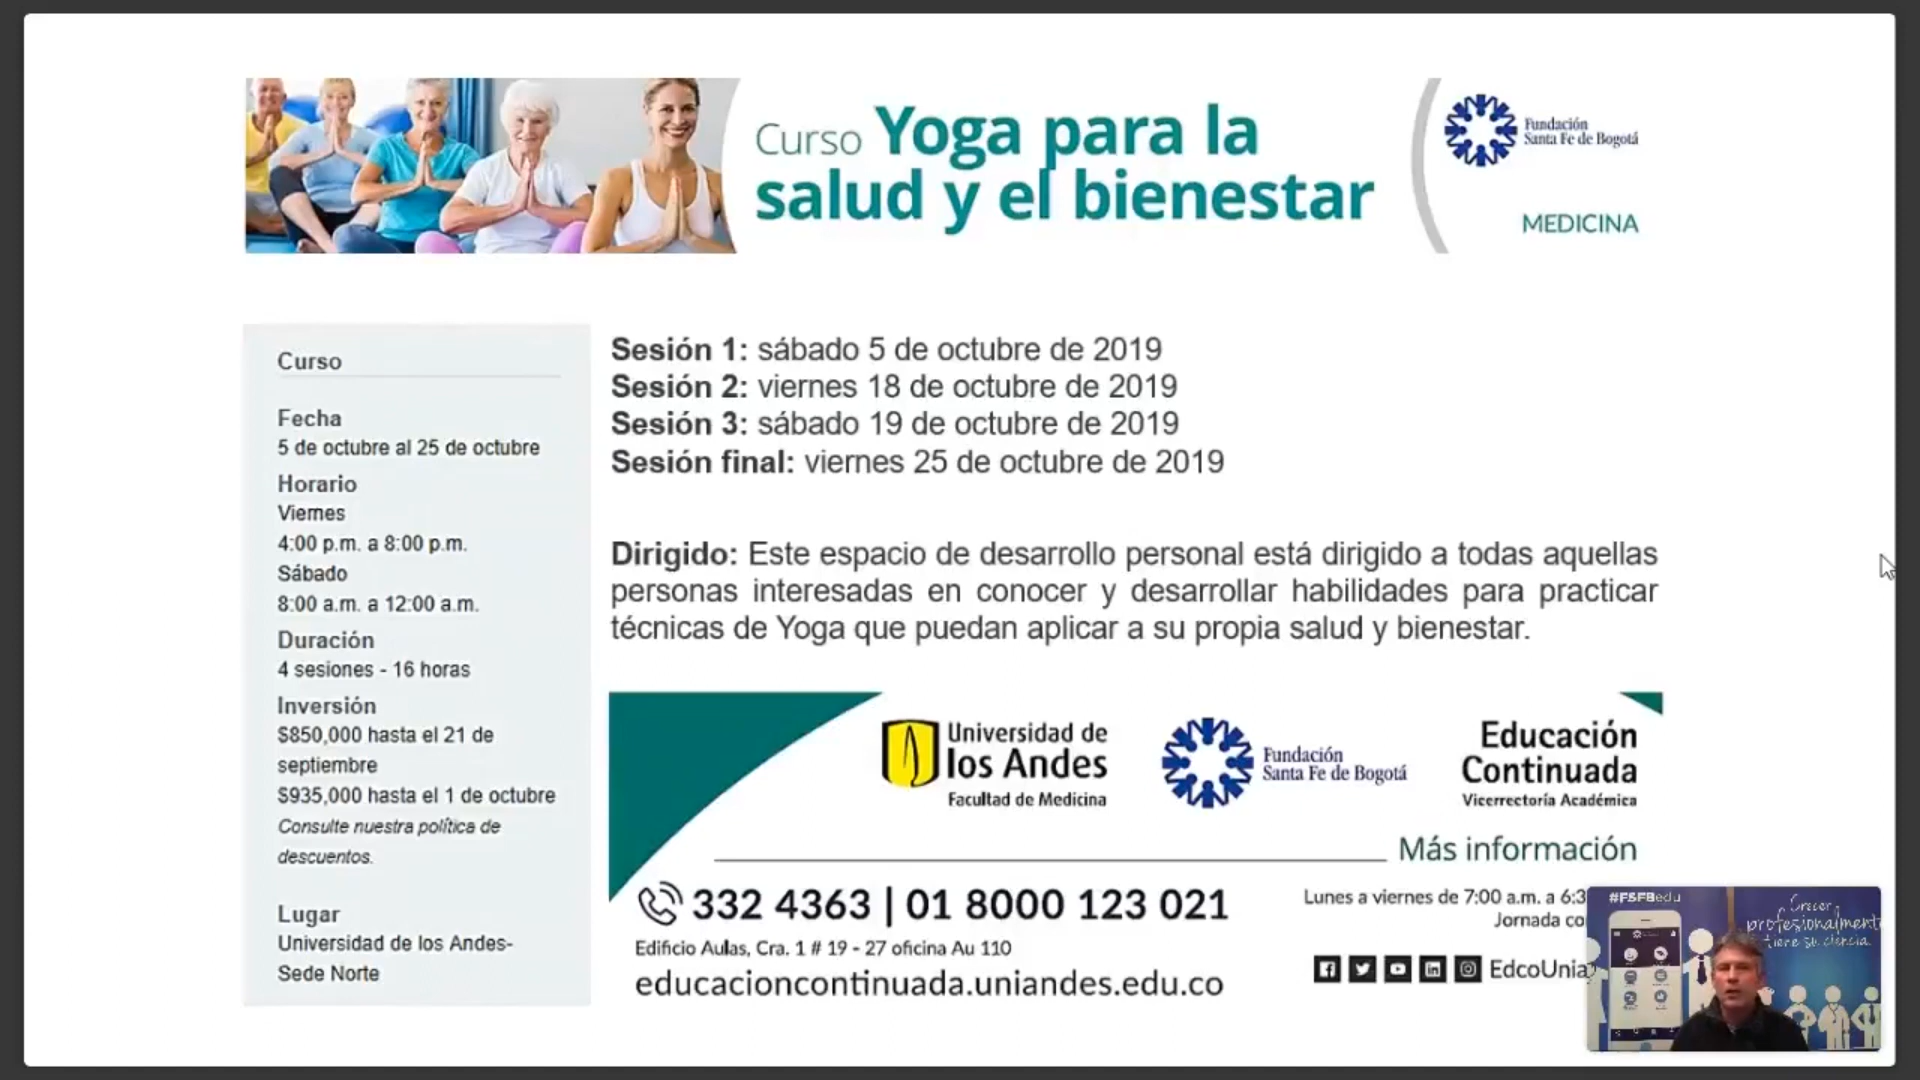 Curso Yoga para la
salud y el bienestar
Fundación
Santa Fe de Bogotá
MEDICINA
Curso
Fecha
5 de octubre al 25 de octubre
Horario
Viernes
4:00 p.m. a 8:00 p.m.
Sábado
8:00 a.m. a 12:00 a.m.
Duración
4 sesiones - 16 horas
Inversión
$850,000 hasta el 21 de
septiembre
$935,000 hasta el 1 de octubre
Consulte nuestra política de
descuentos.
Lugar
Universidad de los Andes-
Sede Norte
Sesión 1: sábado 5 de octubre de 2019
Sesión 2: viernes 18 de octubre de 2019
Sesión 3: sábado 19 de octubre de 2019
Sesión final: viernes 25 de octubre de 2019
Dirigido: Este espacio de desarrollo personal está dirigido a todas aquellas
personas interesadas en conocer y desarrollar habilidades para practicar
técnicas de Yoga que puedan aplicar a su propia salud y bienestar.
Universidad de
los Andes
Facultad de Medicina
Fundación
Santa Fe de Bogotá
Educación
Continuada
Vicerrectoría Académica
Más información
332 4363 | 01 8000 123 021
Edificio Aulas, Cra. 1 # 19 - 27 oficina Au 110
educacioncontinuada.uniandes.edu.co
Lunes a viernes de 7:00 a.m. a 6:3
Jornada co
EdcoUnia
#FSFBedu
Crecer
profesionalment
tiene su ciencia